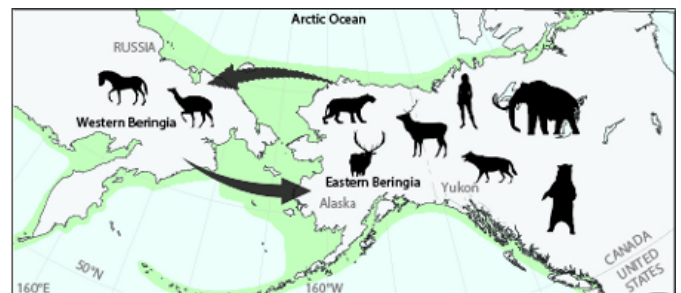 Arctic Ocean
RUSSIA
Western Beringia
Eastern Beringia
Yukon
Alaska
CANADA
UNITED
STATES
50°N
160°E
160°W